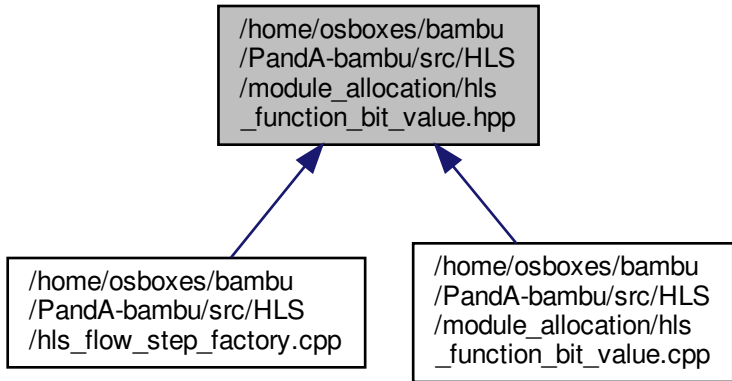 /home/osboxes/bambu
/PandA-bambu/src/HLS
/module_allocation/hls
_function_bit_value.hpp
/home/osboxes/bambu
/PandA-bambu/src/HLS
/hls_flow_step_factory.cpp
/home/osboxes/bambu
/PandA-bambu/src/HLS
/module_allocation/hls
_function_bit_value.cpp